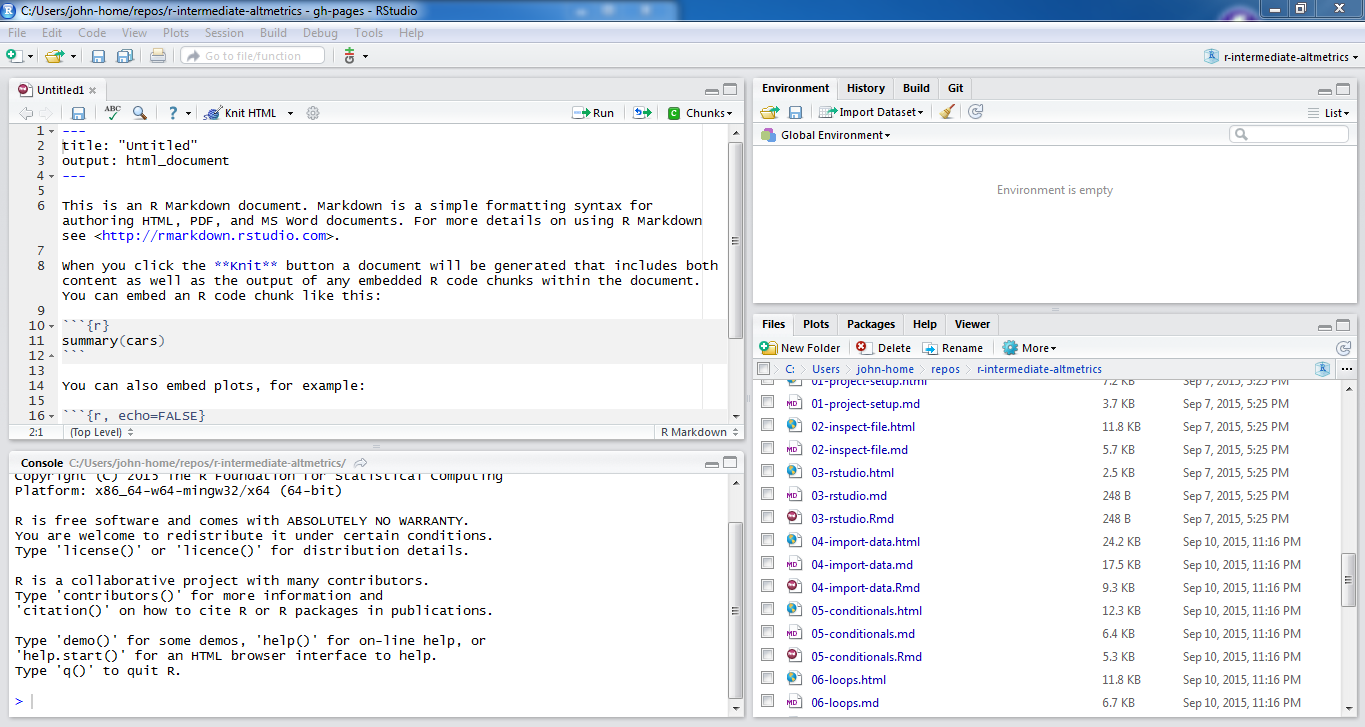 C:/Users/john-home/repos/r-intermediate-altmetrics - gh-pages - RStudio
File Edit Code View Plots Session Build Debug Tools Help
Go to file/function
r-intermediate-altmetrics
Untitled1
ABC
Knit HTML
Run
Chunks
1 ---
2 title: "Untitled"
3 output: html_document
4 ---
5
6 This is an R Markdown document. Markdown is a simple formatting syntax for
authoring HTML, PDF, and MS Word documents. For more details on using R Markdown
see <http://rmarkdown.rstudio.com>.
7
8 When you click the **Knit** button a document will be generated that includes both
content as well as the output of any embedded R code chunks within the document.
You can embed an R code chunk like this:
9
10 ```{r}
11 summary(cars)
12 ```
13
14 You can also embed plots, for example:
15
16 ```{r, echo=FALSE}
2:1 (Top Level) R Markdown
Console C:/Users/john-home/repos/r-intermediate-altmetrics/
Copyright (C) 2015 The R Foundation for Statistical Computing
Platform: x86_64-w64-mingw32/x64 (64-bit)
R is free software and comes with ABSOLUTELY NO WARRANTY.
You are welcome to redistribute it under certain conditions.
Type 'license()' or 'licence()' for distribution details.
R is a collaborative project with many contributors.
Type 'contributors()' for more information and
'citation()' on how to cite R or R packages in publications.
Type 'demo()' for some demos, 'help()' for on-line help, or
'help.start()' for an HTML browser interface to help.
Type 'q()' to quit R.
>
Environment History Build Git
Import Dataset List
Global Environment
Environment is empty
Files Plots Packages Help Viewer
New Folder Delete Rename More
C: Users john-home repos r-intermediate-altmetrics ...
01-project-setup.html 7.2 KB Sep 7, 2015, 5:25 PM
01-project-setup.md 3.7 KB Sep 7, 2015, 5:25 PM
02-inspect-file.html 11.8 KB Sep 7, 2015, 5:25 PM
02-inspect-file.md 5.7 KB Sep 7, 2015, 5:25 PM
03-rstudio.html 2.5 KB Sep 7, 2015, 5:25 PM
03-rstudio.md 248 B Sep 7, 2015, 5:25 PM
03-rstudio.Rmd 248 B Sep 7, 2015, 5:25 PM
04-import-data.html 24.2 KB Sep 10, 2015, 11:16 PM
04-import-data.md 17.5 KB Sep 10, 2015, 11:16 PM
04-import-data.Rmd 9.3 KB Sep 10, 2015, 11:16 PM
05-conditionals.html 12.3 KB Sep 10, 2015, 11:16 PM
05-conditionals.md 6.4 KB Sep 10, 2015, 11:16 PM
05-conditionals.Rmd 5.3 KB Sep 10, 2015, 11:16 PM
06-loops.html 11.8 KB Sep 10, 2015, 11:16 PM
06-loops.md 6.7 KB Sep 10, 2015, 11:16 PM